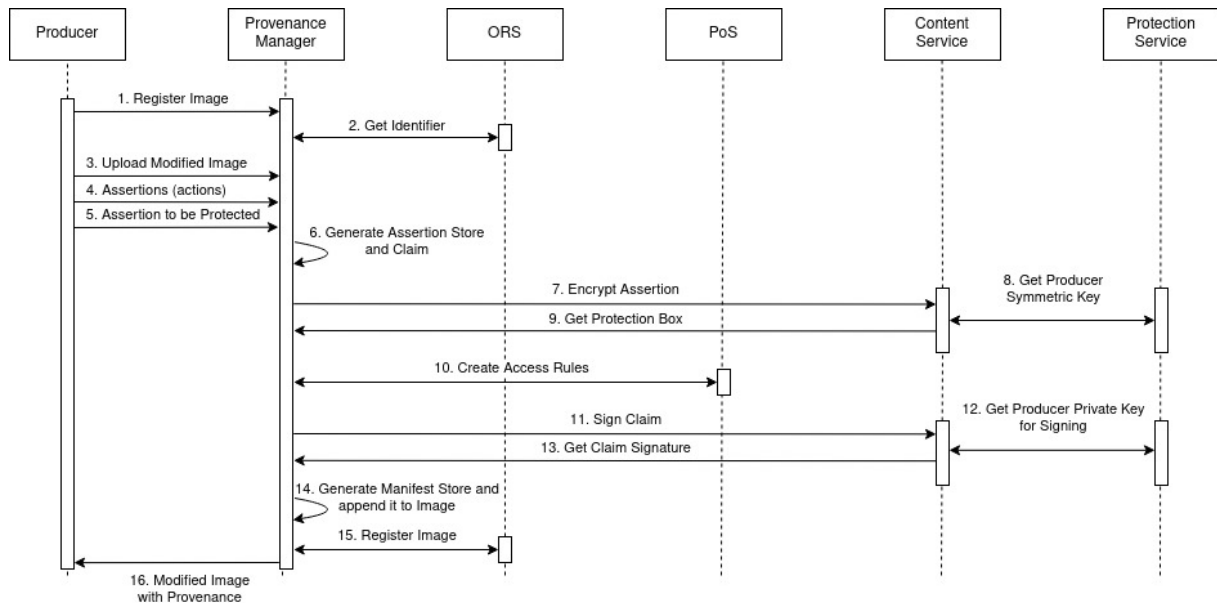 Producer
Provenance
Manager
ORS
PoS
Content
Service
Protection
Service
1. Register Image
2. Get Identifier
3. Upload Modified Image
4. Assertions (actions)
5. Assertion to be Protected
6. Generate Assertion Store
and Claim
7. Encrypt Assertion
8. Get Producer
Symmetric Key
9. Get Protection Box
10. Create Access Rules
11. Sign Claim
12. Get Producer Private Key
for Signing
13. Get Claim Signature
14. Generate Manifest Store and
append it to Image
15. Register Image
16. Modified Image
with Provenance